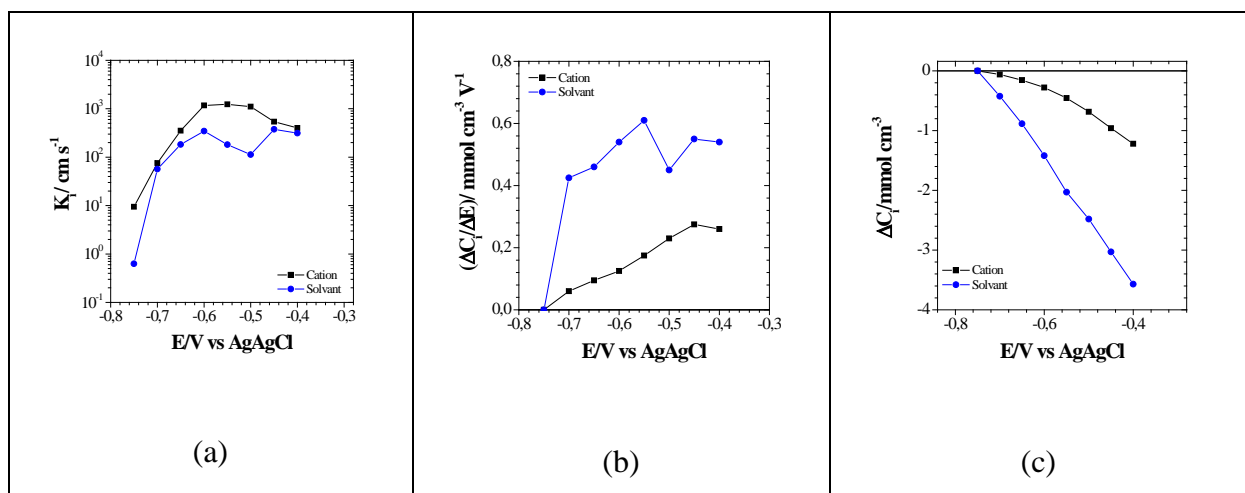 10⁴
10³
10²
10¹
10⁰
10⁻¹
Kᵢ/ cm s⁻¹
Cation
Solvant
-0,8 -0,7 -0,6 -0,5 -0,4 -0,3
E/V vs AgAgCl
(a)
0,8
0,6
0,4
0,2
0,0
(ΔCᵢ/ΔE)/ mmol cm⁻³ V⁻¹
Cation
Solvant
-0,8 -0,7 -0,6 -0,5 -0,4 -0,3
E/V vs AgAgCl
(b)
0
-1
-2
-3
-4
ΔCᵢ/mmol cm⁻³
Cation
Solvant
-0,8 -0,6 -0,4
E/V vs AgAgCl
(c)